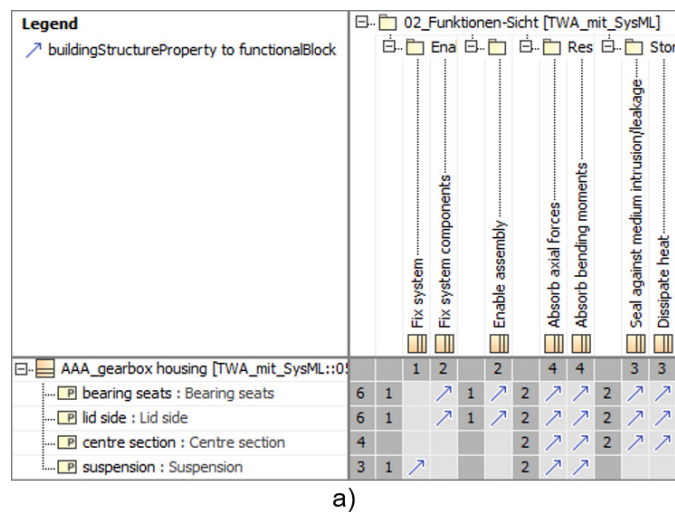 Legend
buildingStructureProperty to functionalBlock
02_Funktionen-Sicht [TWA_mit_SysML]
Ena
Res
Stor
Fix system
Fix system components
Enable assembly
Absorb axial forces
Absorb bending moments
Seal against medium intrusion/leakage
Dissipate heat
AAA_gearbox housing [TWA_mit_SysML::05 1 2 2 4 4 3 3
P bearing seats : Bearing seats 6 1 1 2 2
P lid side : Lid side 6 1 1 2 2
P centre section : Centre section 4 2 2
P suspension : Suspension 3 1 2
a)